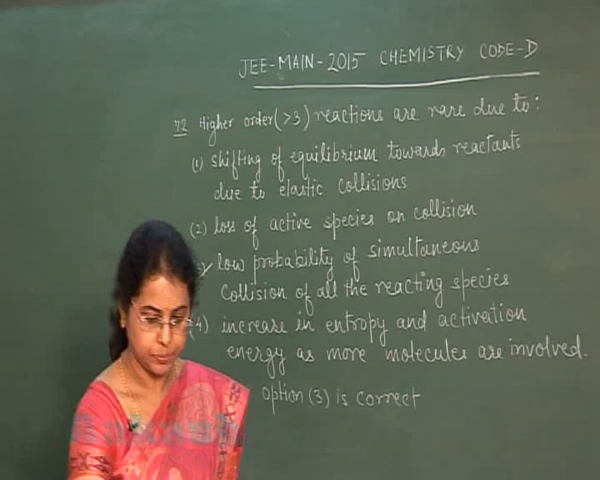 JEE-MAIN-2015 CHEMISTRY CODE-D
72 Higher order (>3) reactions are rare due to:
(1) shifting of equilibrium towards reactants
due to elastic collisions
(2) loss of active species on collision
low probability of simultaneous
collision of all the reacting species
4) increase in entropy and activation
energy as more molecules are involved.
option (3) is correct
Aakash